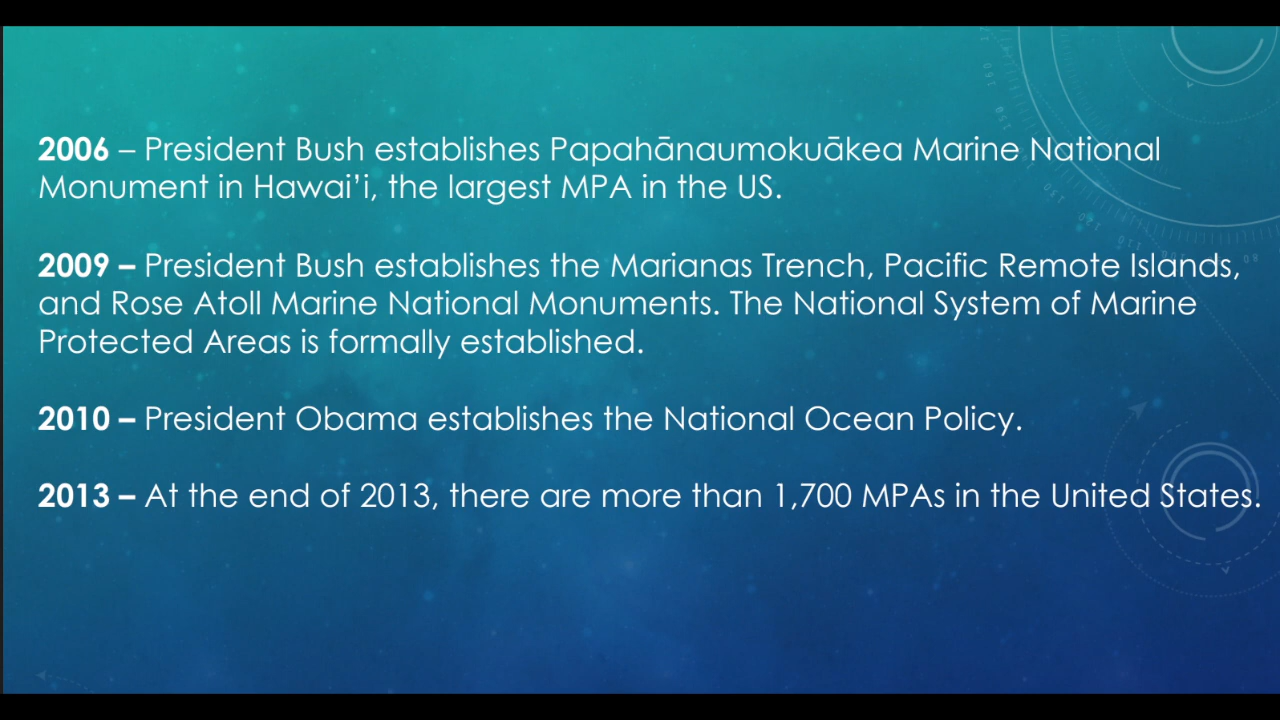 2006 – President Bush establishes Papahānaumokuākea Marine National
Monument in Hawai’i, the largest MPA in the US.
2009 – President Bush establishes the Marianas Trench, Pacific Remote Islands,
and Rose Atoll Marine National Monuments. The National System of Marine
Protected Areas is formally established.
2010 – President Obama establishes the National Ocean Policy.
2013 – At the end of 2013, there are more than 1,700 MPAs in the United States.